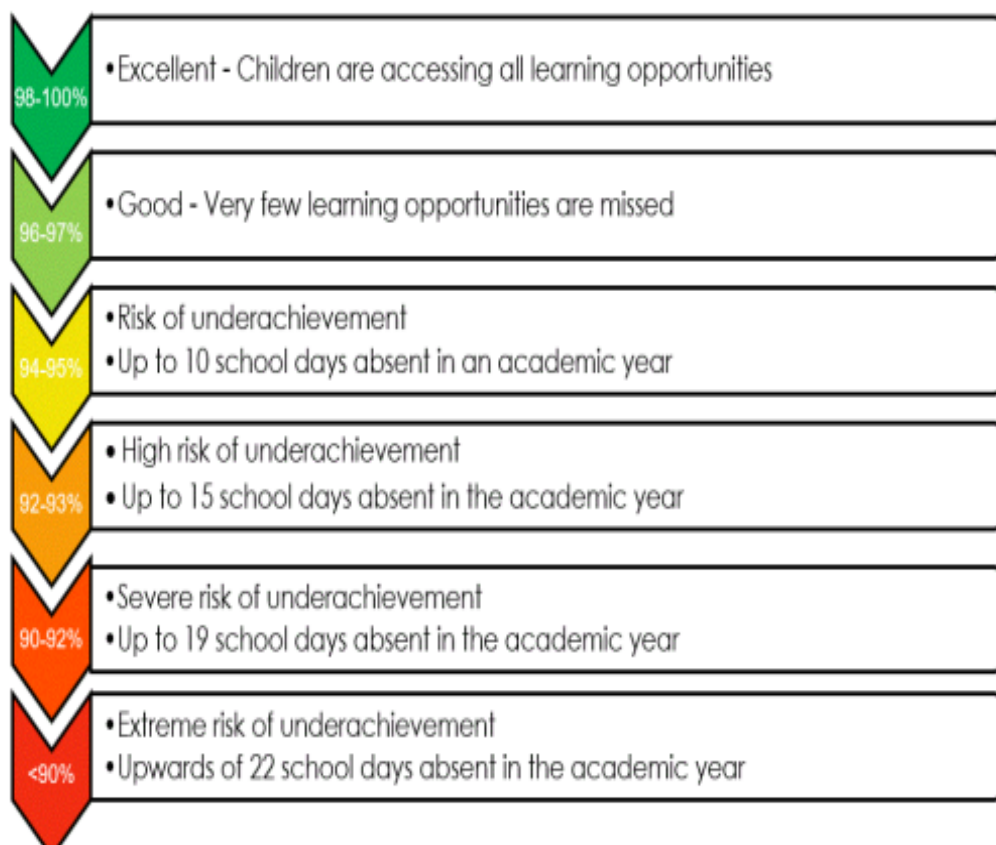 98-100%
•Excellent - Children are accessing all learning opportunities
96-97%
•Good - Very few learning opportunities are missed
94-95%
•Risk of underachievement
•Up to 10 school days absent in an academic year
92-93%
• High risk of underachievement
• Up to 15 school days absent in the academic year
90-92%
•Severe risk of underachievement
•Up to 19 school days absent in the academic year
<90%
•Extreme risk of underachievement
•Upwards of 22 school days absent in the academic year